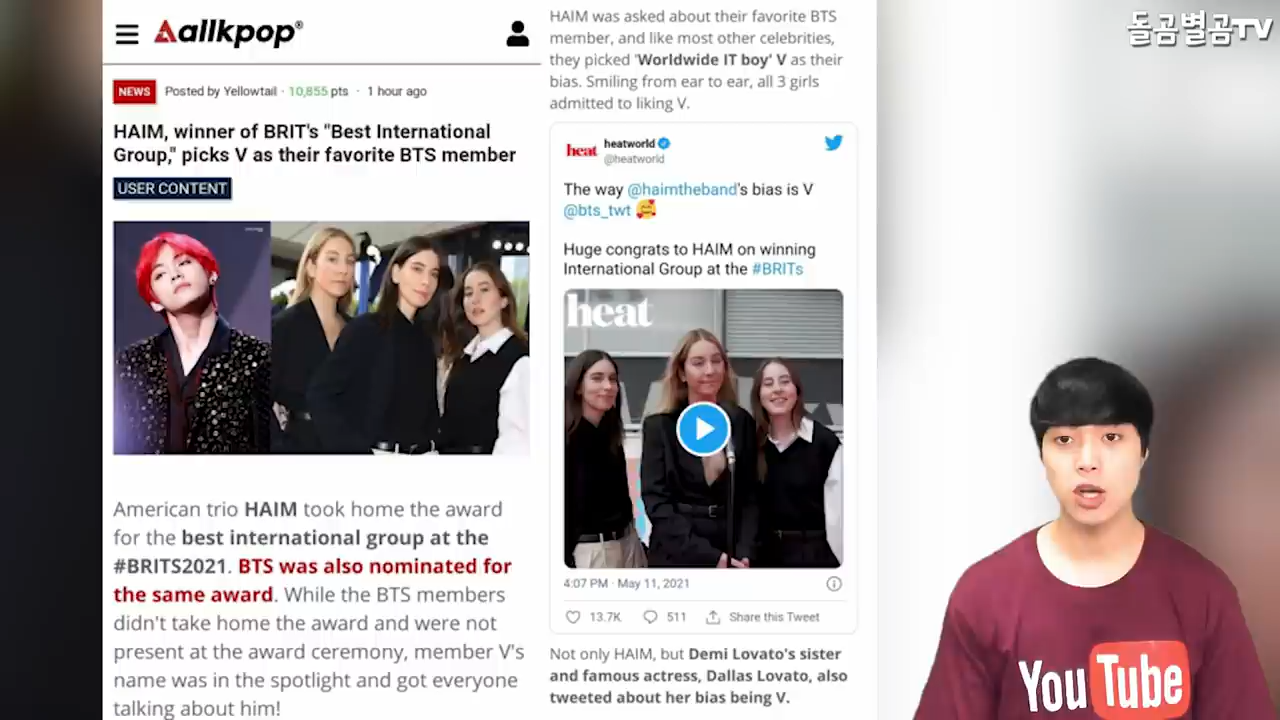 allkpop
NEWS Posted by Yellowtail · 10,855 pts · 1 hour ago
HAIM, winner of BRIT's "Best International
Group," picks V as their favorite BTS member
USER CONTENT
American trio HAIM took home the award
for the best international group at the
#BRITS2021. BTS was also nominated for
the same award. While the BTS members
didn't take home the award and were not
present at the award ceremony, member V's
name was in the spotlight and got everyone
talking about him!
HAIM was asked about their favorite BTS
member, and like most other celebrities,
they picked 'Worldwide IT boy' V as their
bias. Smiling from ear to ear, all 3 girls
admitted to liking V.
heat
heatworld
@heatworld
The way @haimtheband's bias is V
@bts_twt 🥰
Huge congrats to HAIM on winning
International Group at the #BRITs
heat
4:07 PM · May 11, 2021
13.7K 511 Share this Tweet
Not only HAIM, but Demi Lovato's sister
and famous actress, Dallas Lovato, also
tweeted about her bias being V.
돌곰별곰TV
YouTube